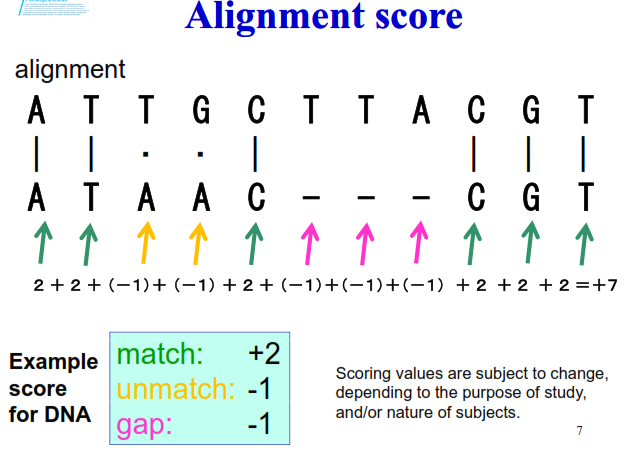 Alignment score
alignment
A T T G C T T A C G T
| | · · | | | |
A T A A C − − − C G T
2 + 2 + (−1)+ (−1) + 2 + (−1)+(−1)+(−1) + 2 + 2 + 2 =+7
Example
score
for DNA
match: +2
unmatch: -1
gap: -1
Scoring values are subject to change,
depending to the purpose of study,
and/or nature of subjects.
7